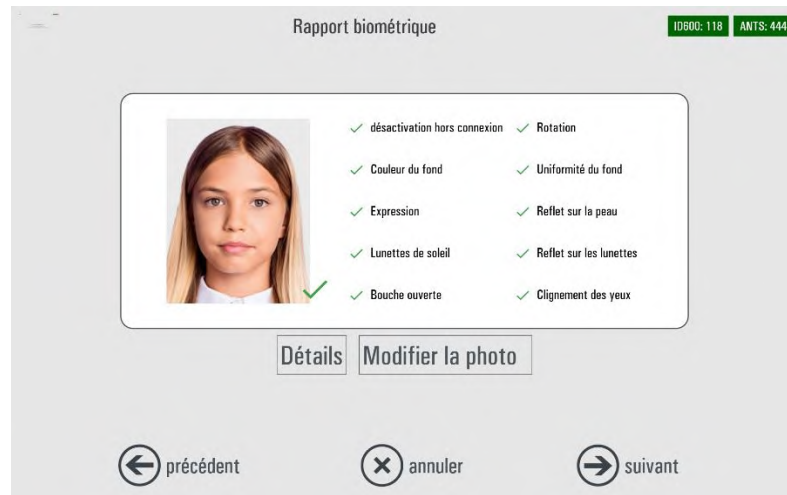 Rapport biométrique
ID600: 118 ANTS: 444
désactivation hors connexion
Rotation
Couleur du fond
Uniformité du fond
Expression
Reflet sur la peau
Lunettes de soleil
Reflet sur les lunettes
Bouche ouverte
Clignement des yeux
Détails
Modifier la photo
précédent
annuler
suivant